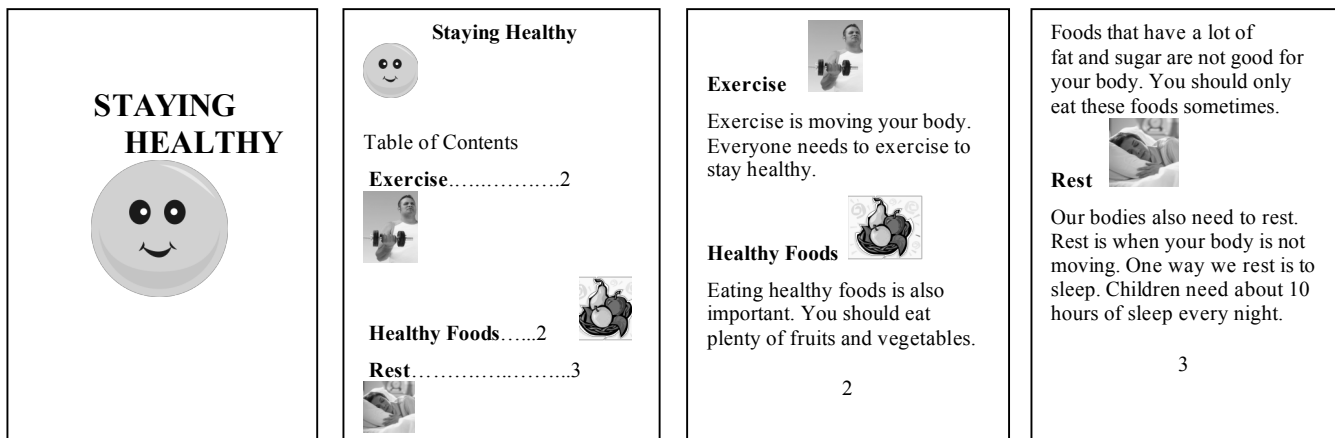 STAYING
HEALTHY
Staying Healthy
Table of Contents
Exercise……………….2
Healthy Foods…...2
Rest……….…..……...3
Exercise
Exercise is moving your body.
Everyone needs to exercise to
stay healthy.
Healthy Foods
Eating healthy foods is also
important. You should eat
plenty of fruits and vegetables.
2
Foods that have a lot of
fat and sugar are not good for
your body. You should only
eat these foods sometimes.
Rest
Our bodies also need to rest.
Rest is when your body is not
moving. One way we rest is to
sleep. Children need about 10
hours of sleep every night.
3